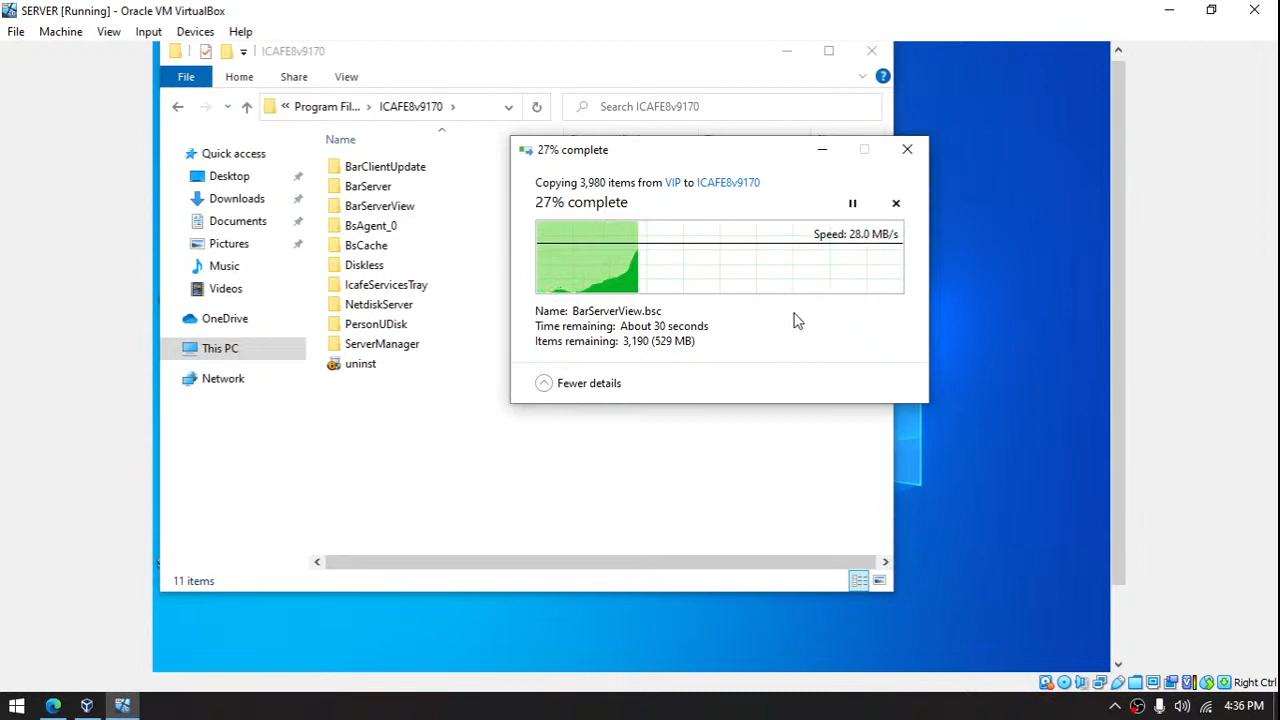 SERVER [Running] - Oracle VM VirtualBox
File Machine View Input Devices Help
ICAFE8v9170
File Home Share View
« Program Fil... > ICAFE8v9170 >
Search ICAFE8v9170
Name
Quick access
Desktop
Downloads
Documents
Pictures
Music
Videos
OneDrive
This PC
Network
BarClientUpdate
BarServer
BarServerView
BsAgent_0
BsCache
Diskless
IcafeServicesTray
NetdiskServer
PersonUDisk
ServerManager
uninst
27% complete
Copying 3,980 items from VIP to ICAFE8v9170
27% complete
Speed: 28.0 MB/s
Name: BarServerView.bsc
Time remaining: About 30 seconds
Items remaining: 3,190 (529 MB)
Fewer details
11 items
Right Ctrl
4:36 PM